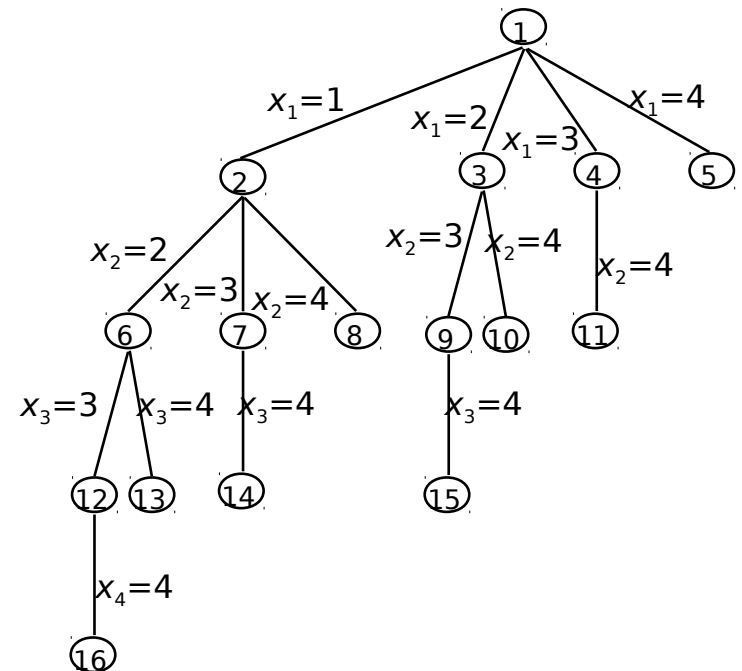 1
x₁=1
x₁=2
x₁=3
x₁=4
2
3
4
5
x₂=2
x₂=3
x₂=4
x₂=3
x₂=4
x₂=4
6
7
8
9
10
11
x₃=3
x₃=4
x₃=4
x₃=4
12
13
14
15
x₄=4
16